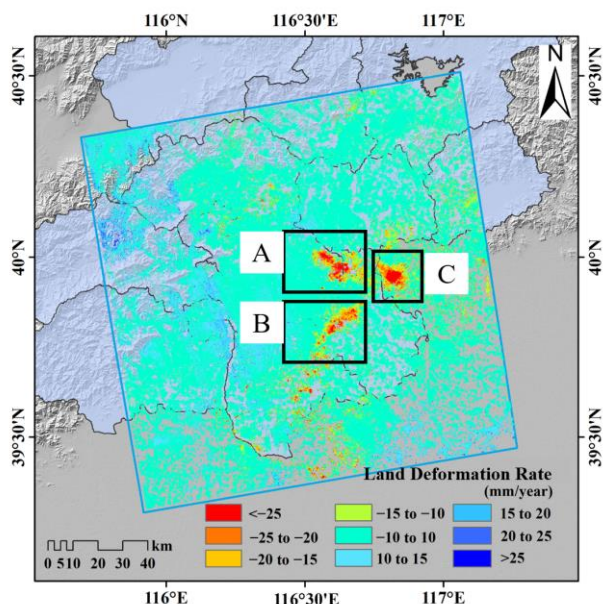 116°N 116°30'E 117°E
N
40°30'N 40°30'N
A
40°N C 40°N
B
39°30'N 39°30'N
Land Deformation Rate
(mm/year)
<−25 −15 to −10 15 to 20
−25 to −20 −10 to 10 20 to 25
−20 to −15 10 to 15 >25
km
0 5 10 20 30 40
116°E 116°30'E 117°E